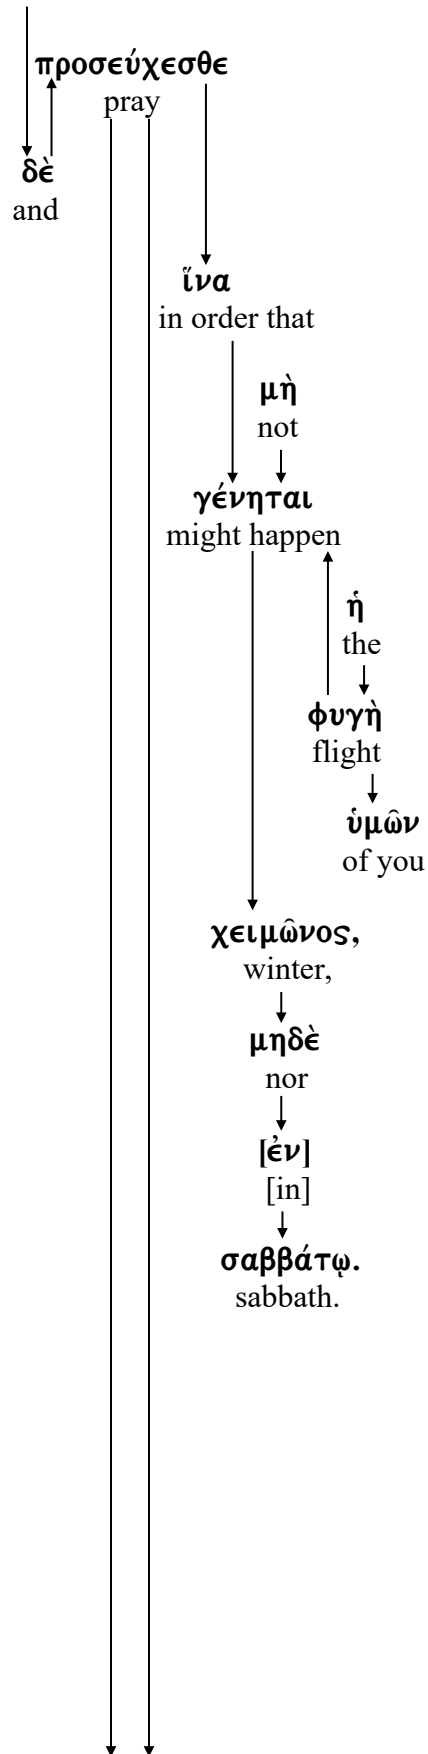 προσεύχεσθε
pray
δὲ
and
ἵνα
in order that
μὴ
not
γένηται
might happen
ἡ
the
φυγὴ
flight
ὑμῶν
of you
χειμῶνος,
winter,
μηδὲ
nor
[ἐν]
[in]
σαββάτῳ.
sabbath.